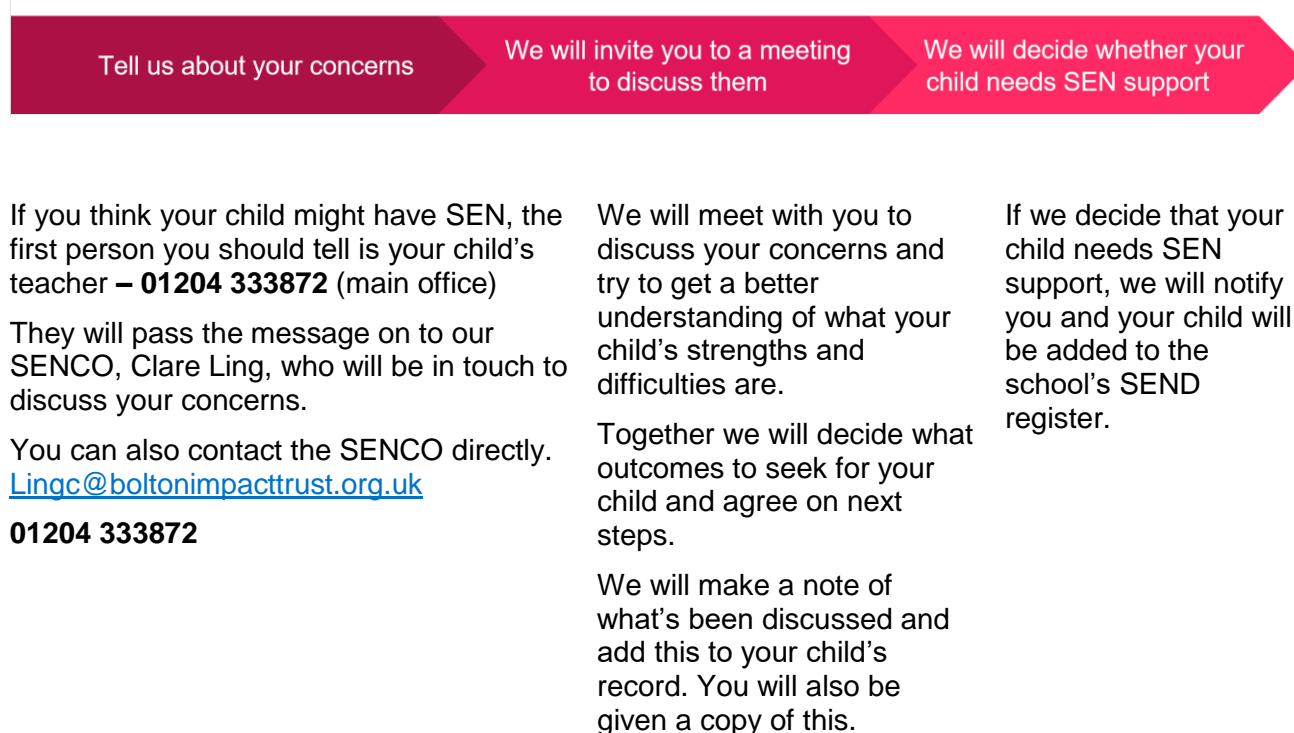 Tell us about your concerns
We will invite you to a meeting
to discuss them
We will decide whether your
child needs SEN support
If you think your child might have SEN, the
first person you should tell is your child’s
teacher – 01204 333872 (main office)
They will pass the message on to our
SENCO, Clare Ling, who will be in touch to
discuss your concerns.
You can also contact the SENCO directly.
Lingc@boltonimpacttrust.org.uk
01204 333872
We will meet with you to
discuss your concerns and
try to get a better
understanding of what your
child’s strengths and
difficulties are.
Together we will decide what
outcomes to seek for your
child and agree on next
steps.
We will make a note of
what’s been discussed and
add this to your child’s
record. You will also be
given a copy of this.
If we decide that your
child needs SEN
support, we will notify
you and your child will
be added to the
school’s SEND
register.